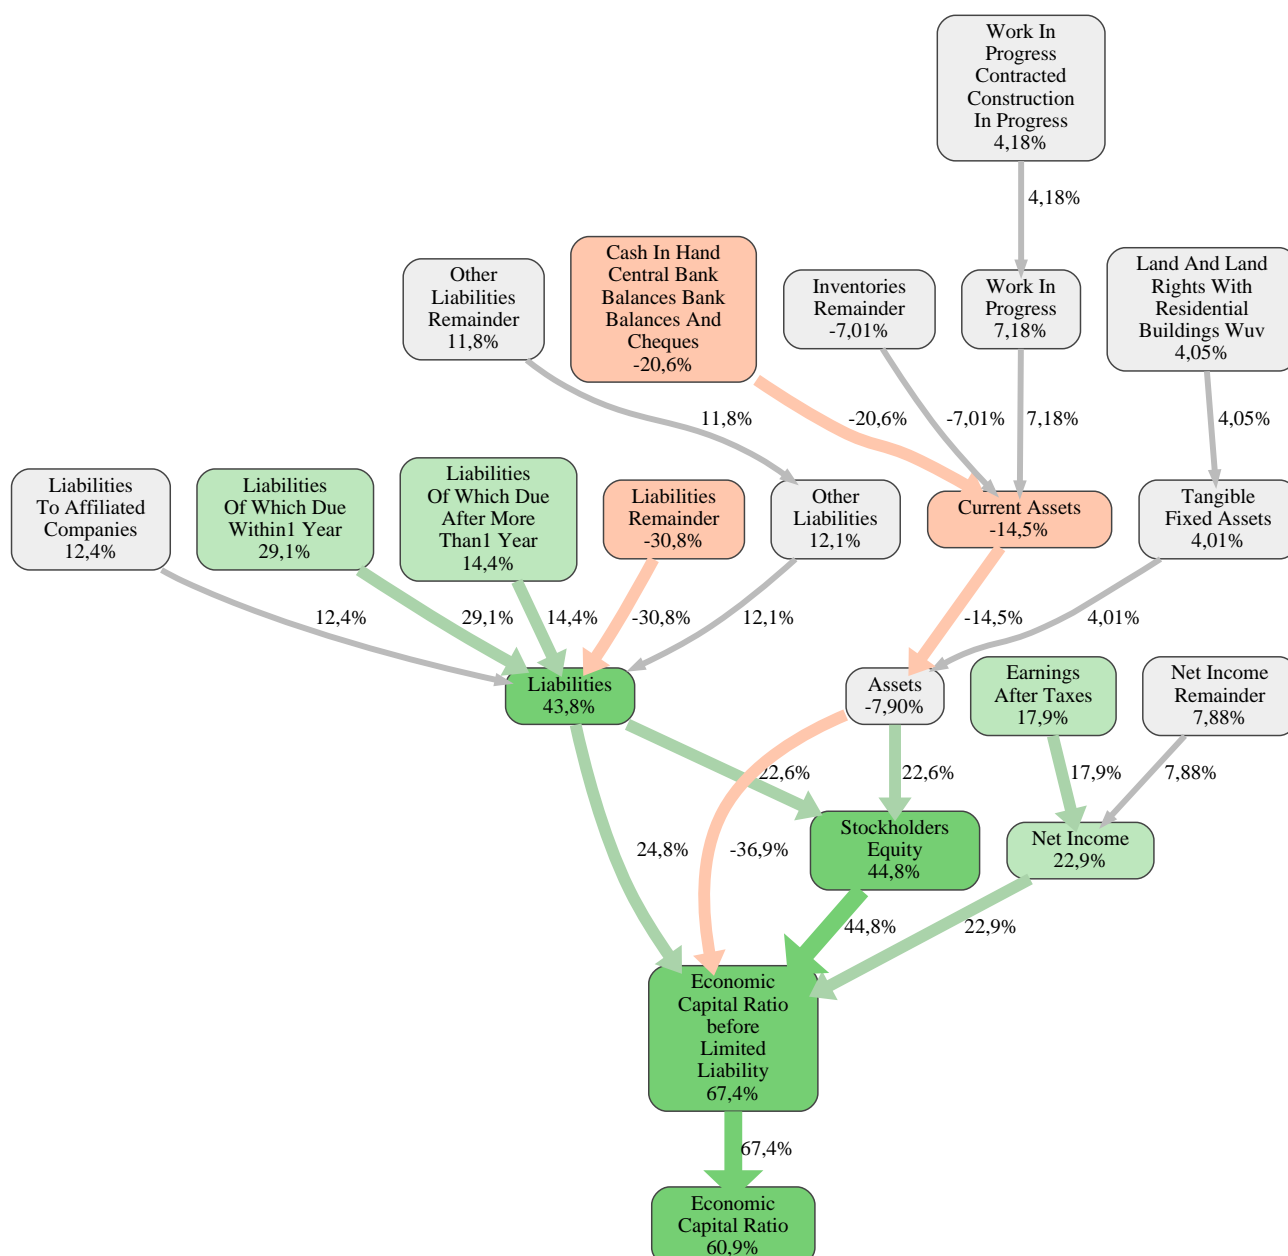 Work In
Progress
Contracted
Construction
In Progress
4,18%
4,18%
Other
Liabilities
Remainder
11,8%
Cash In Hand
Central Bank
Balances Bank
Balances And
Cheques
-20,6%
Inventories
Remainder
-7,01%
Work In
Progress
7,18%
Land And Land
Rights With
Residential
Buildings Wuv
4,05%
11,8%
-20,6%
-7,01%
7,18%
4,05%
Liabilities
To Affiliated
Companies
12,4%
Liabilities
Of Which Due
Within1 Year
29,1%
Liabilities
Of Which Due
After More
Than1 Year
14,4%
Liabilities
Remainder
-30,8%
Other
Liabilities
12,1%
Current Assets
-14,5%
Tangible
Fixed Assets
4,01%
12,4%
29,1%
14,4%
-30,8%
12,1%
-14,5%
4,01%
Liabilities
43,8%
Assets
-7,90%
Earnings
After Taxes
17,9%
Net Income
Remainder
7,88%
22,6%
22,6%
17,9%
7,88%
Stockholders
Equity
44,8%
Net Income
22,9%
24,8%
-36,9%
44,8%
22,9%
Economic
Capital Ratio
before
Limited
Liability
67,4%
67,4%
Economic
Capital Ratio
60,9%